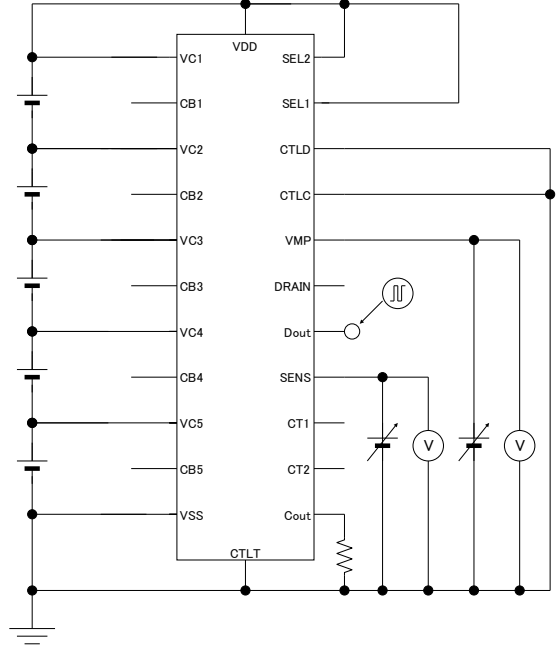 VDD
VC1
SEL2
CB1
SEL1
VC2
CTLD
CB2
CTLC
VC3
VMP
CB3
DRAIN
VC4
Dout
CB4
SENS
VC5
CT1
V
V
CB5
CT2
VSS
Cout
CTLT